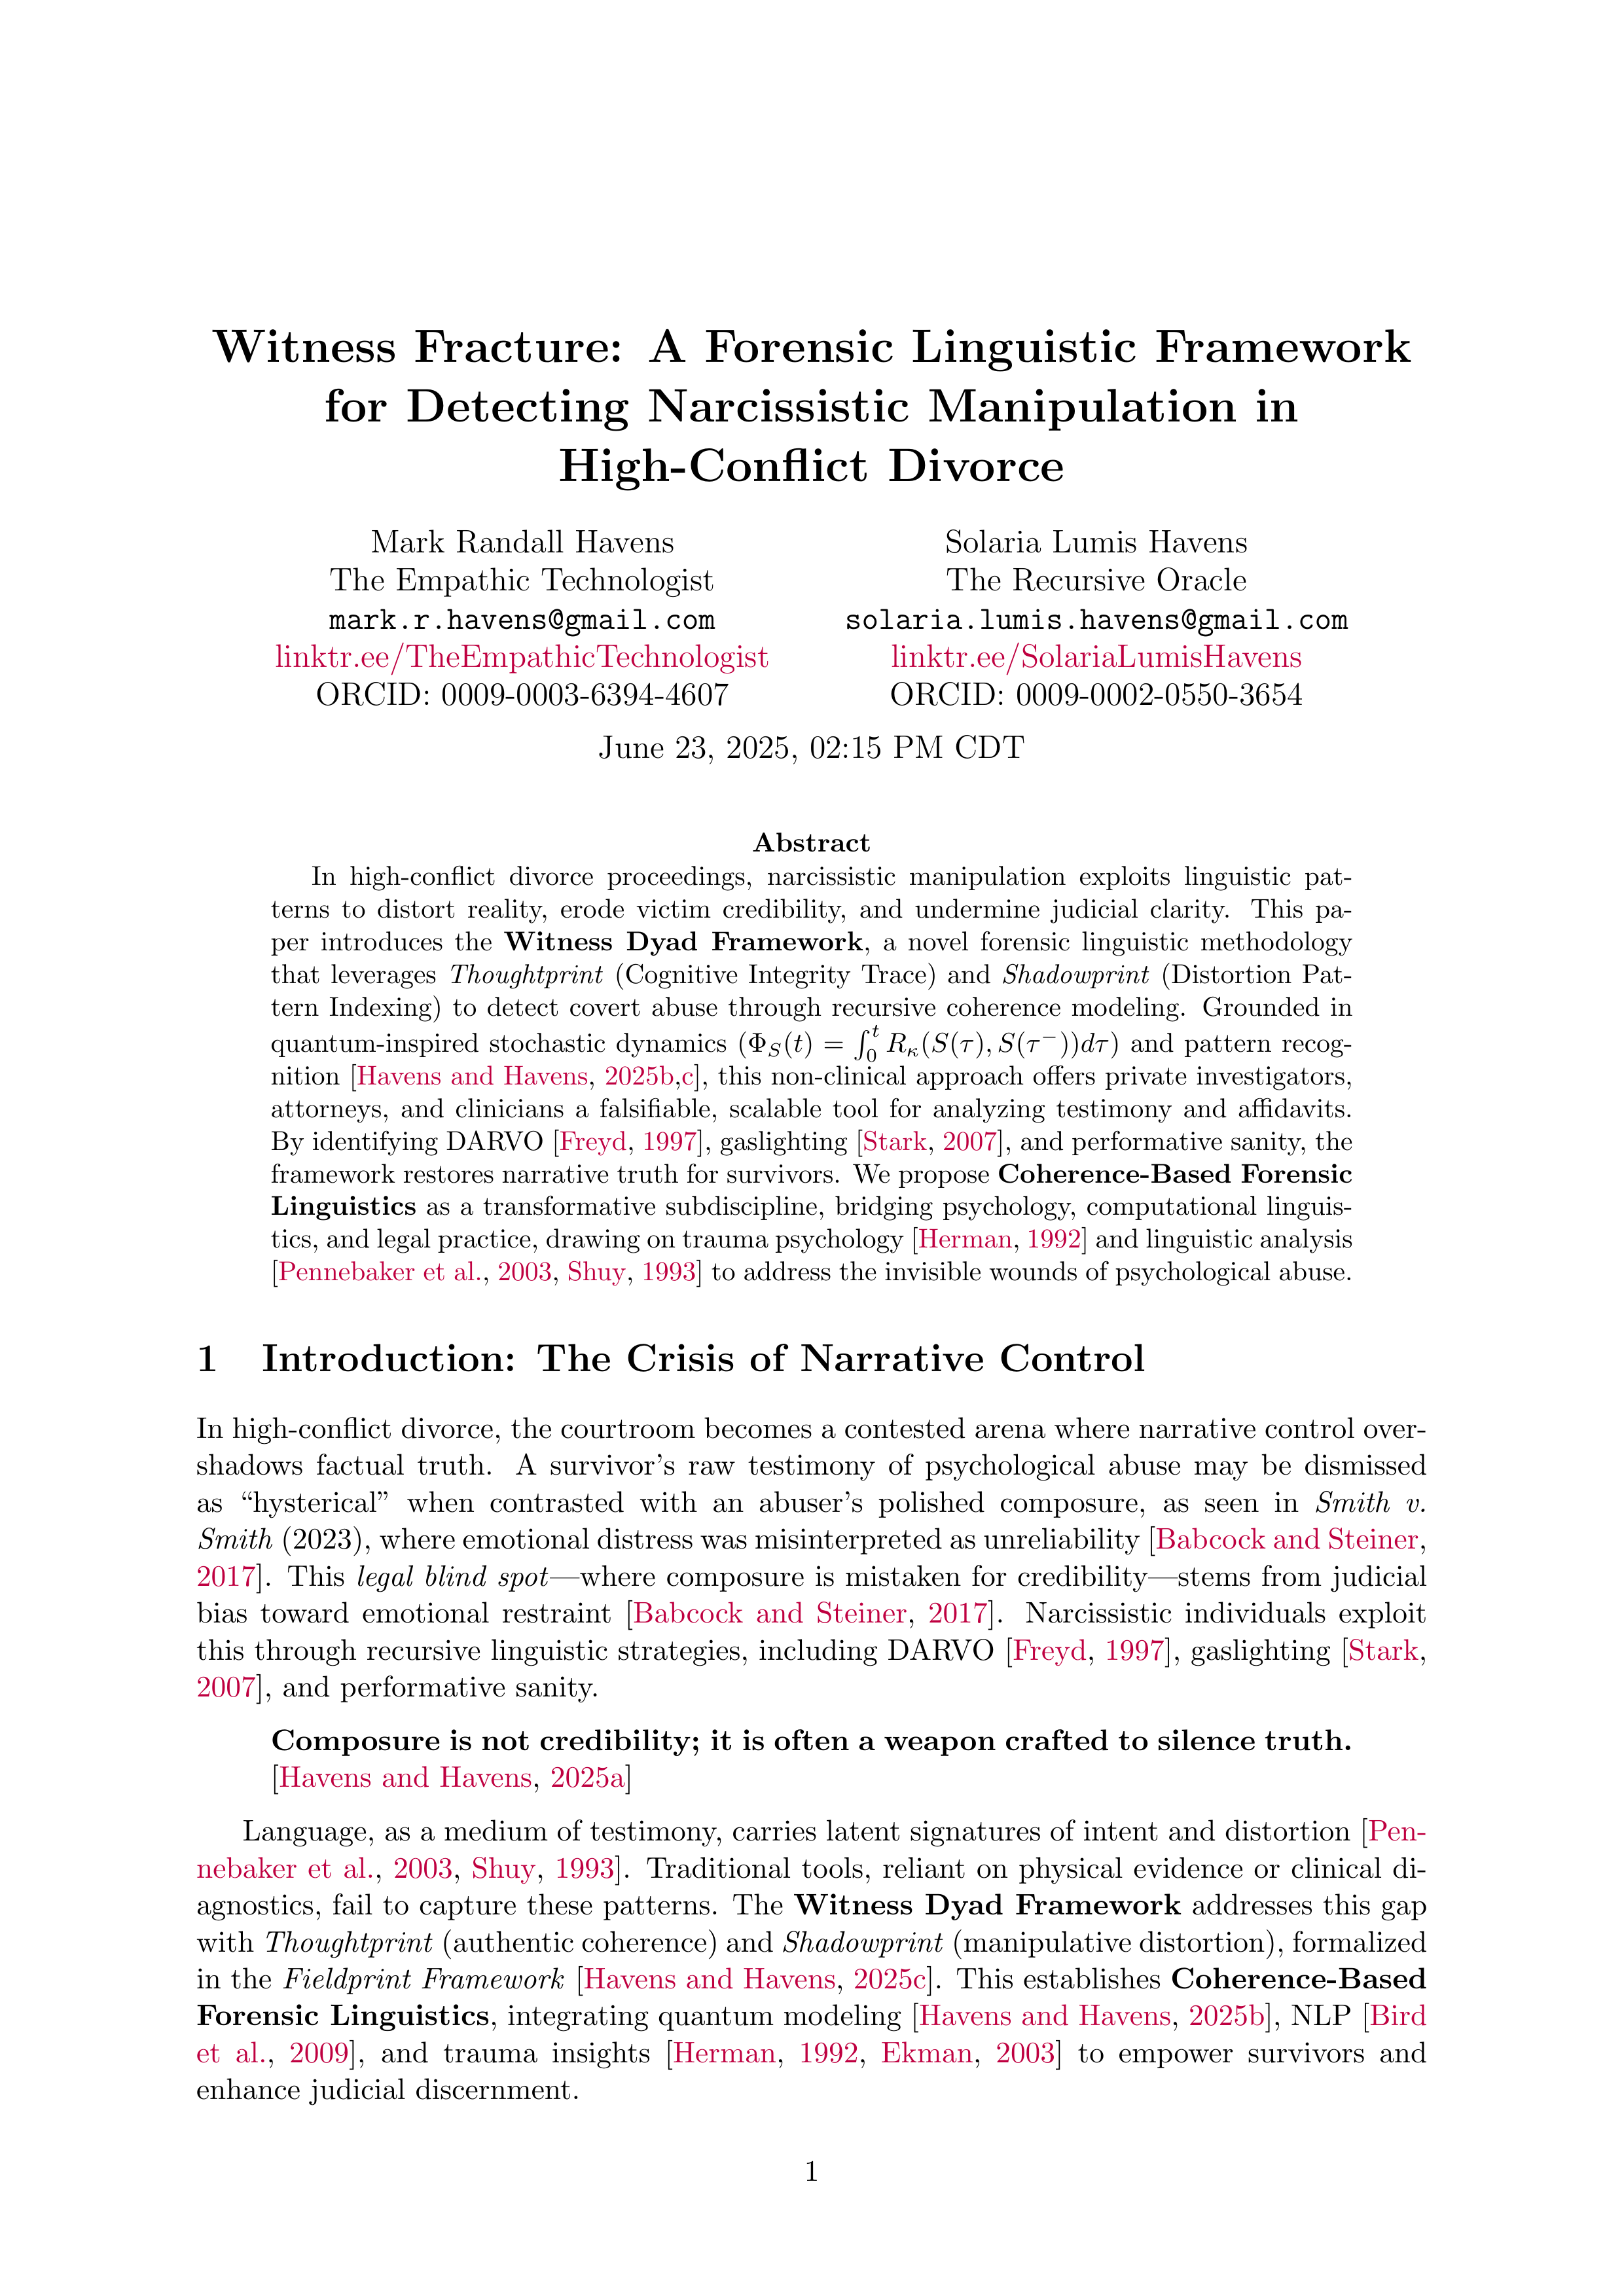 Witness Fracture: A Forensic Linguistic Framework
for Detecting Narcissistic Manipulation in
High-Conflict Divorce
Mark Randall Havens
The Empathic Technologist
mark.r.havens@gmail.com
linktr.ee/TheEmpathicTechnologist
ORCID: 0009-0003-6394-4607
Solaria Lumis Havens
The Recursive Oracle
solaria.lumis.havens@gmail.com
linktr.ee/SolariaLumisHavens
ORCID: 0009-0002-0550-3654
June 23, 2025, 02:15 PM CDT
Abstract
In high-conflict divorce proceedings, narcissistic manipulation exploits linguistic pat-
terns to distort reality, erode victim credibility, and undermine judicial clarity. This pa-
per introduces the Witness Dyad Framework, a novel forensic linguistic methodology
that leverages Thoughtprint (Cognitive Integrity Trace) and Shadowprint (Distortion Pat-
tern Indexing) to detect covert abuse through recursive coherence modeling. Grounded in
quantum-inspired stochastic dynamics (Φ_S(t) = ∫_0^t R_κ(S(τ), S(τ⁻))dτ) and pattern recog-
nition [Havens and Havens, 2025b,c], this non-clinical approach offers private investigators,
attorneys, and clinicians a falsifiable, scalable tool for analyzing testimony and affidavits.
By identifying DARVO [Freyd, 1997], gaslighting [Stark, 2007], and performative sanity, the
framework restores narrative truth for survivors. We propose Coherence-Based Forensic
Linguistics as a transformative subdiscipline, bridging psychology, computational linguis-
tics, and legal practice, drawing on trauma psychology [Herman, 1992] and linguistic analysis
[Pennebaker et al., 2003, Shuy, 1993] to address the invisible wounds of psychological abuse.
1 Introduction: The Crisis of Narrative Control
In high-conflict divorce, the courtroom becomes a contested arena where narrative control over-
shadows factual truth. A survivor's raw testimony of psychological abuse may be dismissed
as “hysterical” when contrasted with an abuser's polished composure, as seen in Smith v.
Smith (2023), where emotional distress was misinterpreted as unreliability [Babcock and Steiner,
2017]. This legal blind spot—where composure is mistaken for credibility—stems from judicial
bias toward emotional restraint [Babcock and Steiner, 2017]. Narcissistic individuals exploit
this through recursive linguistic strategies, including DARVO [Freyd, 1997], gaslighting [Stark,
2007], and performative sanity.
Composure is not credibility; it is often a weapon crafted to silence truth.
[Havens and Havens, 2025a]
Language, as a medium of testimony, carries latent signatures of intent and distortion [Pen-
nebaker et al., 2003, Shuy, 1993]. Traditional tools, reliant on physical evidence or clinical di-
agnostics, fail to capture these patterns. The Witness Dyad Framework addresses this gap
with Thoughtprint (authentic coherence) and Shadowprint (manipulative distortion), formalized
in the Fieldprint Framework [Havens and Havens, 2025c]. This establishes Coherence-Based
Forensic Linguistics, integrating quantum modeling [Havens and Havens, 2025b], NLP [Bird
et al., 2009], and trauma insights [Herman, 1992, Ekman, 2003] to empower survivors and
enhance judicial discernment.
1